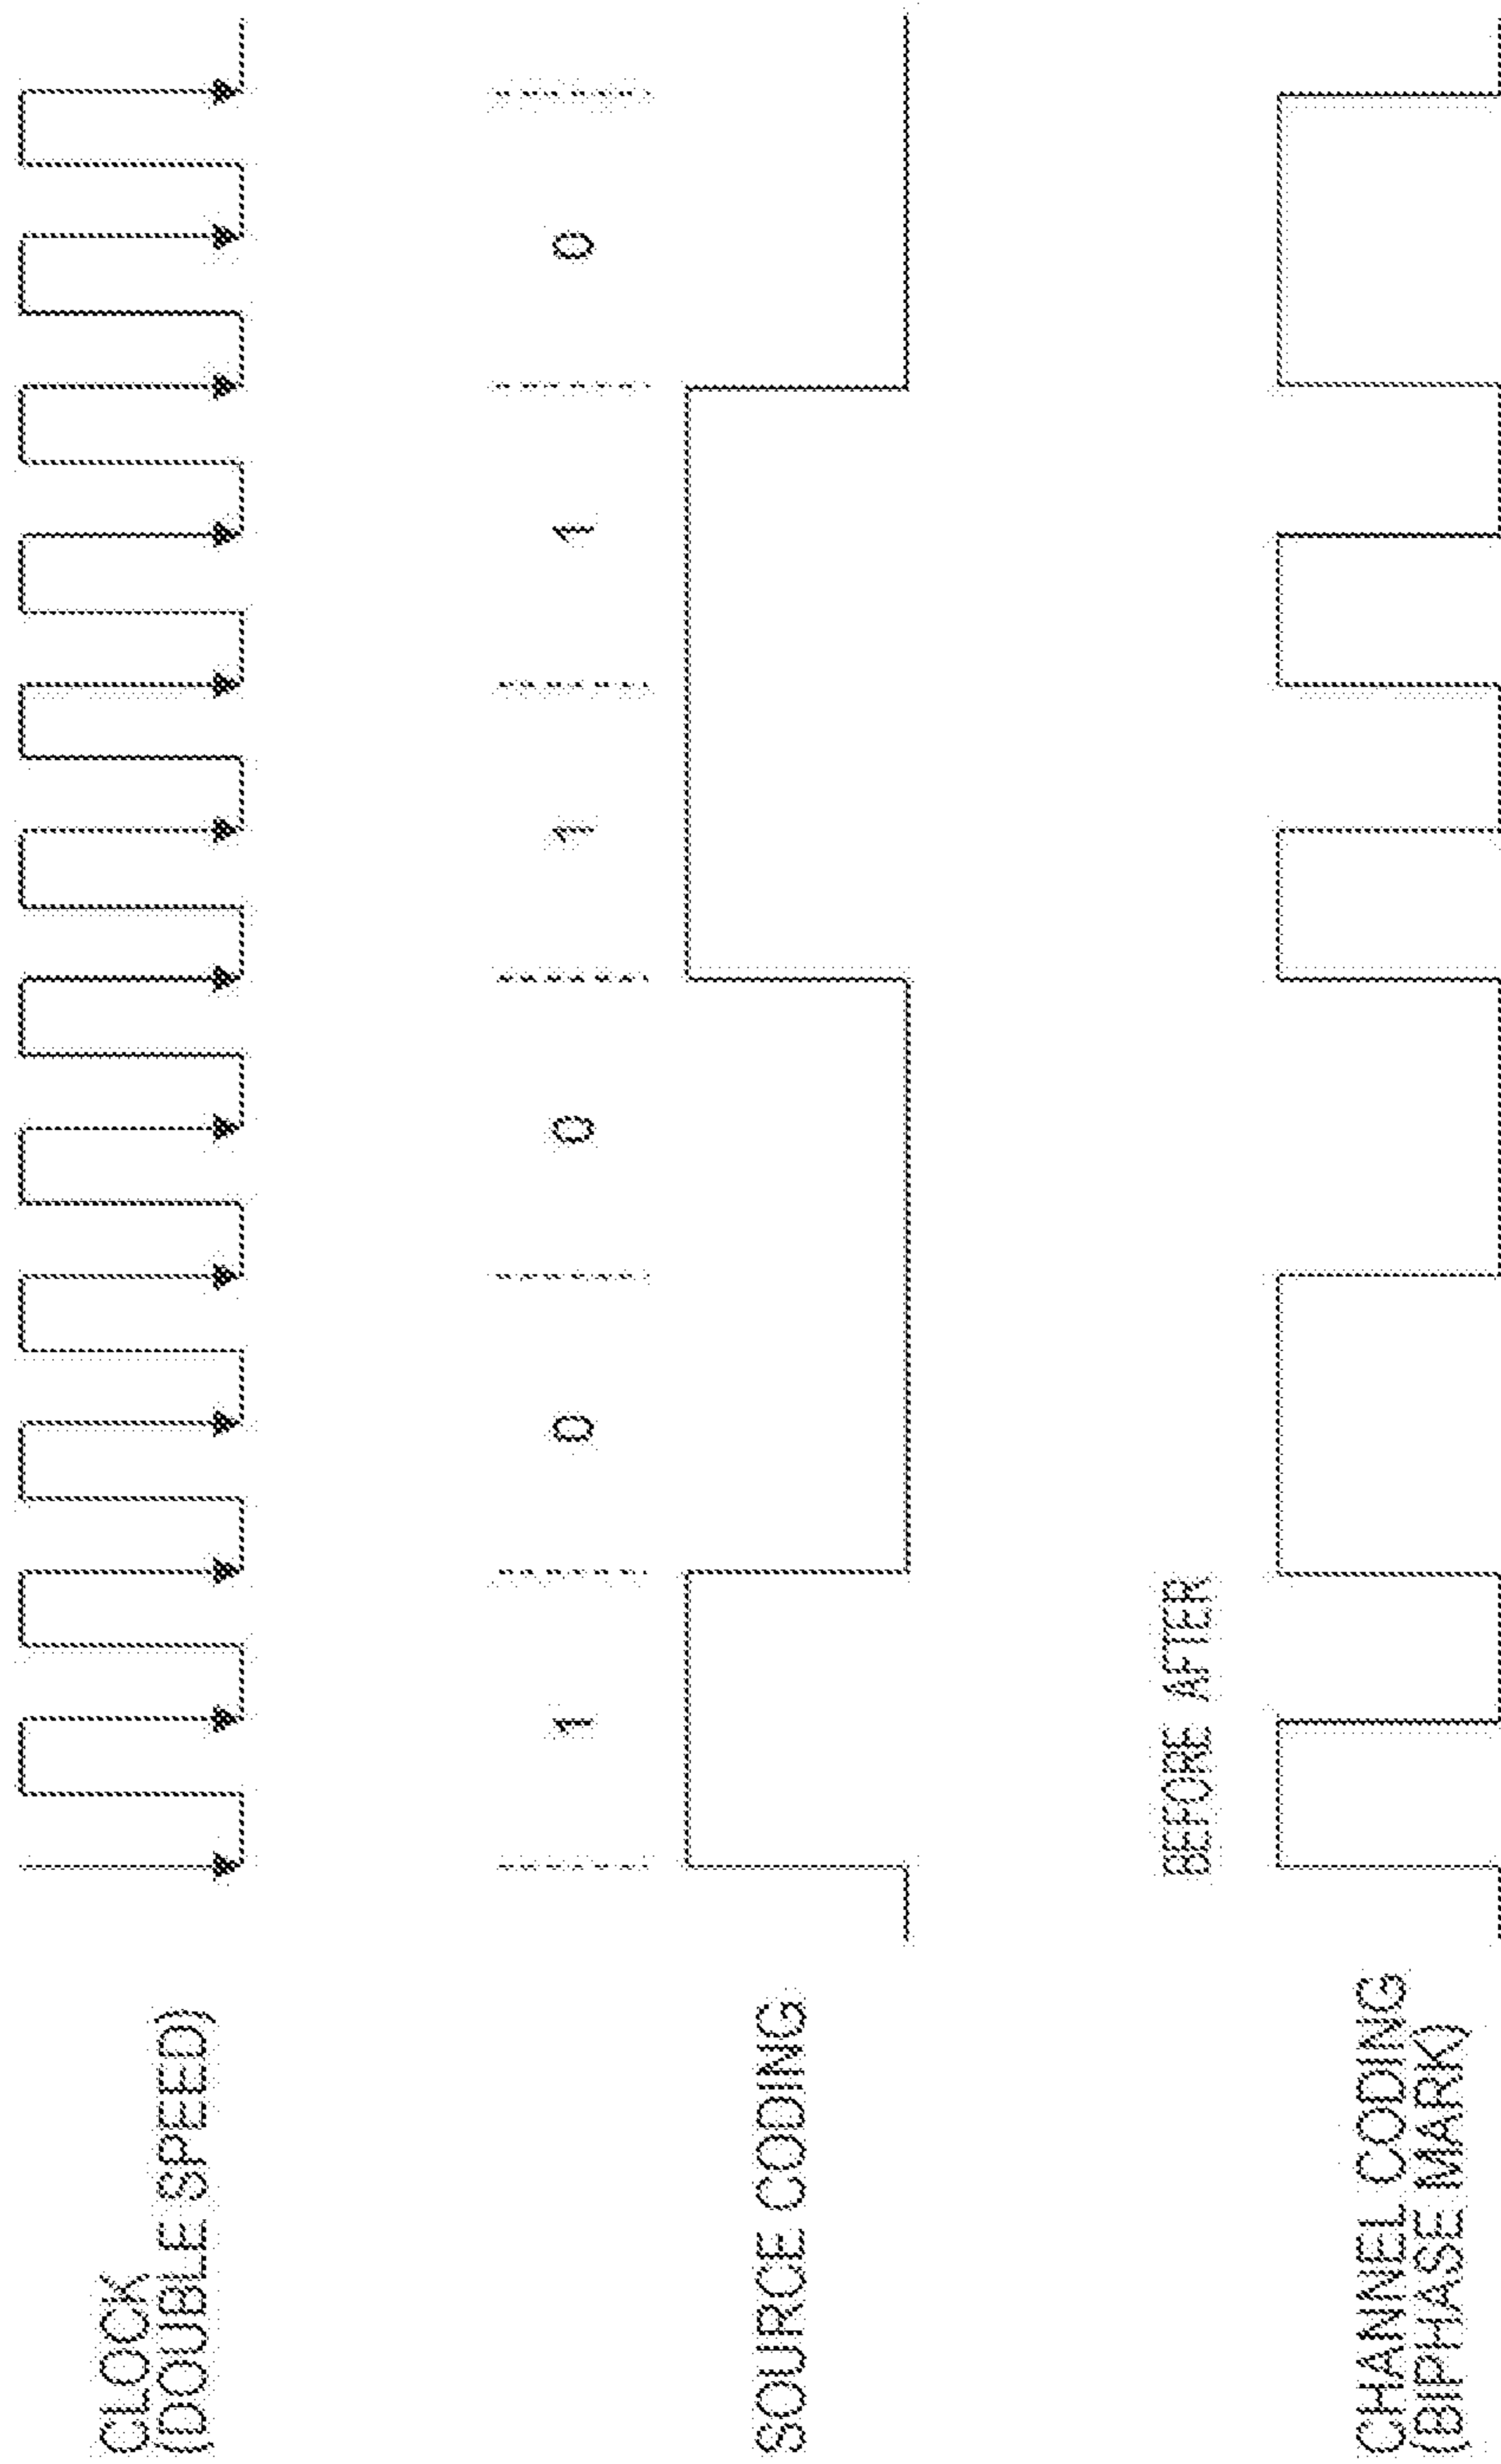 CLOCK
(DOUBLE SPEED)
1 0 0 1 1 0
SOURCE CODING
BEFORE AFTER
CHANNEL CODING
(BIPHASE MARK)